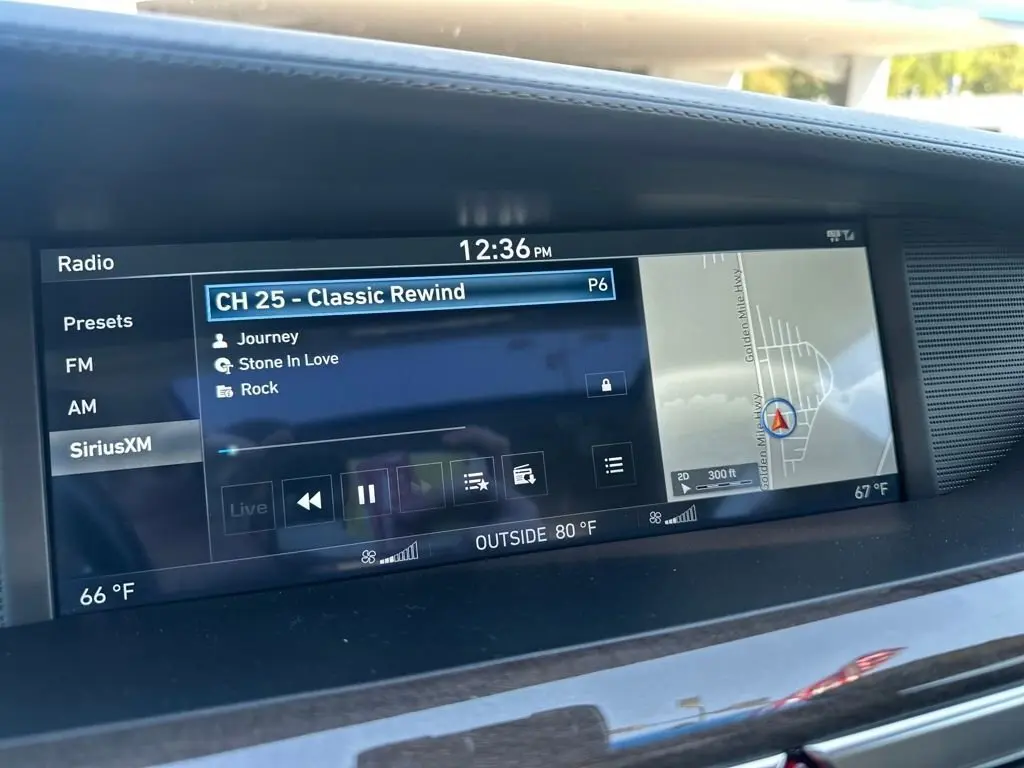 Radio
12:36 PM
Presets
FM
AM
SiriusXM
CH 25 - Classic Rewind
P6
Journey
Stone In Love
Rock
Live
Golden Mile Hwy
Golden Mile Hwy
2D
300 ft
66 °F
OUTSIDE 80 °F
67 °F